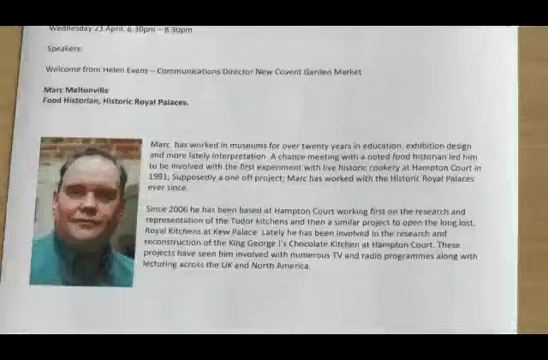 Wednesday 23 April, 6.30pm – 8.30pm
Speakers:
Welcome from Helen Evans – Communications Director New Covent Garden Market
Marc Meltonville
Food Historian, Historic Royal Palaces.
Marc has worked in museums for over twenty years in education, exhibition design
and more lately Interpretation. A chance meeting with a noted food historian led him
to be involved with the first experiment with live historic cookery at Hampton Court in
1991; Supposedly a one off project; Marc has worked with the Historic Royal Palaces
ever since.
Since 2006 he has been based at Hampton Court working first on the research and
representation of the Tudor kitchens and then a similar project to open the long lost,
Royal Kitchens at Kew Palace. Lately he has been involved in the research and
reconstruction of the King George I's Chocolate Kitchen at Hampton Court. These
projects have seen him involved with numerous TV and radio programmes along with
lecturing across the UK and North America.